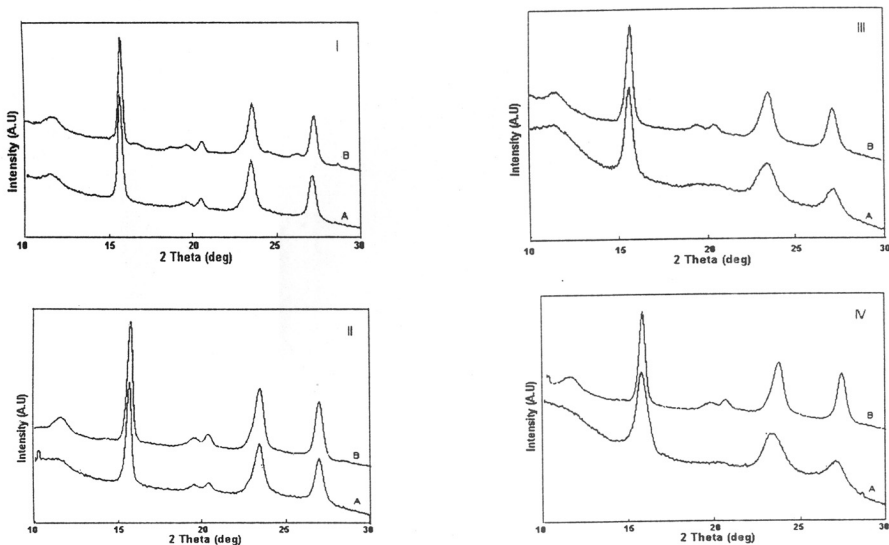 I
B
A
Intensity (A.U)
10 15 20 25 30
2 Theta (deg)
III
B
A
Intensity (A.U)
10 15 20 25 30
2 Theta (deg)
II
B
A
Intensity (A.U)
10 15 20 25 30
2 Theta (deg)
IV
B
A
Intensity (A.U)
10 15 20 25 30
2 Theta (deg)